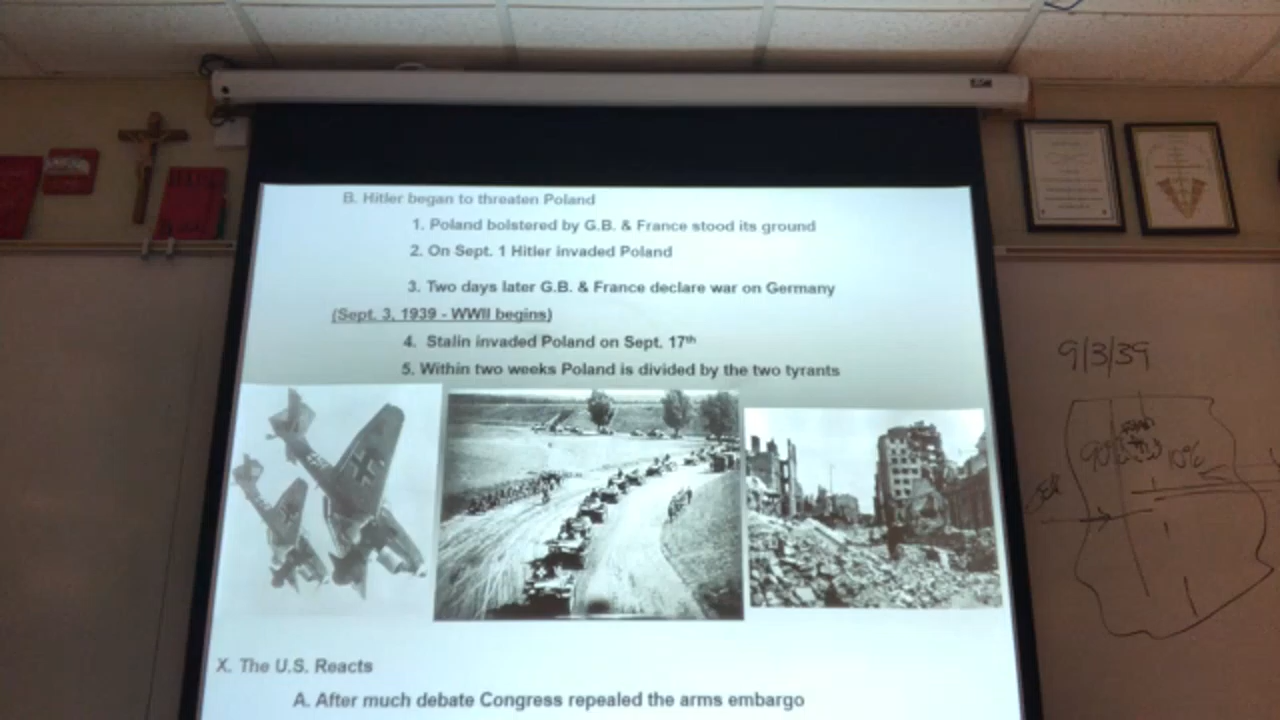 B. Hitler began to threaten Poland
1. Poland bolstered by G.B. & France stood its ground
2. On Sept. 1 Hitler invaded Poland
3. Two days later G.B. & France declare war on Germany
(Sept. 3, 1939 - WWII begins)
4. Stalin invaded Poland on Sept. 17th
5. Within two weeks Poland is divided by the two tyrants
X. The U.S. Reacts
A. After much debate Congress repealed the arms embargo
9/3/39
90%
10%